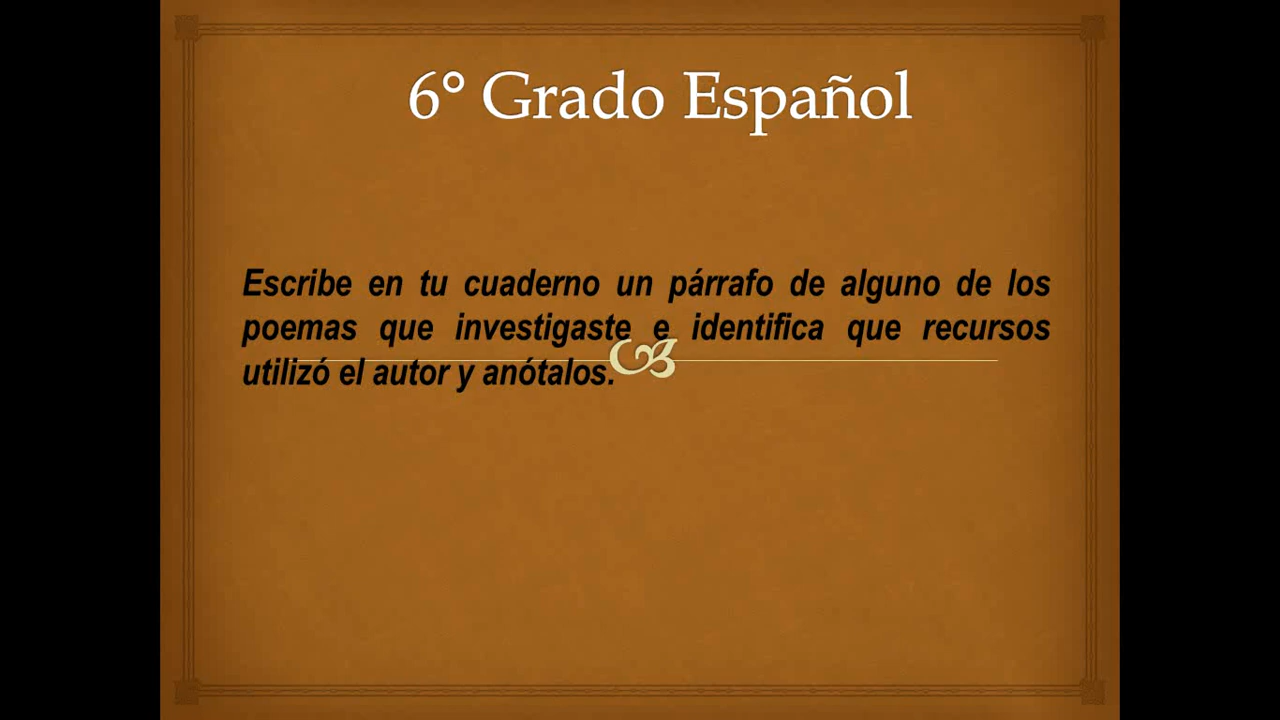 6° Grado Español
Escribe en tu cuaderno un párrafo de alguno de los
poemas que investigaste e identifica que recursos
utilizó el autor y anótalos.